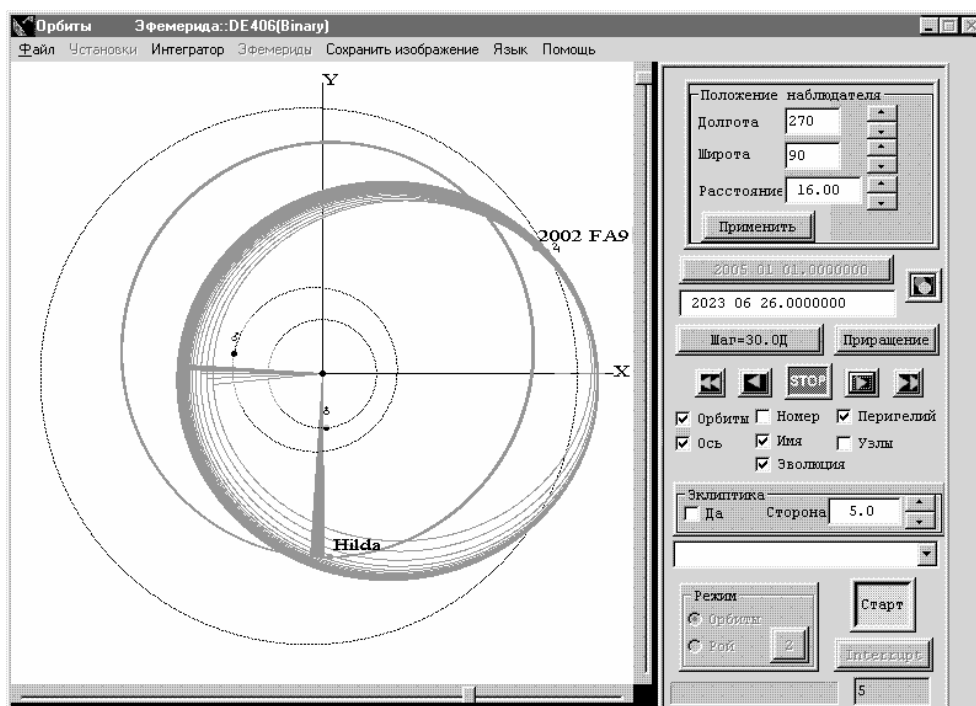 Орбиты Эфемерида::DE406(Binary)
Файл Установки Интегратор Эфемериды Сохранить изображение Язык Помощь
Y
2002 FA9
X
Hilda
Положение наблюдателя
Долгота 270
Широта 90
Расстояние 16.00
Применить
2005 01 01.0000000
2023 06 26.0000000
Шаг=30.0Д Приращение
STOP
Орбиты Номер Перигелий
Ось Имя Узлы
Эволюция
Эклиптика
Да Сторона 5.0
Режим
Орбиты
Рой 2
Старт
Interrupt
5